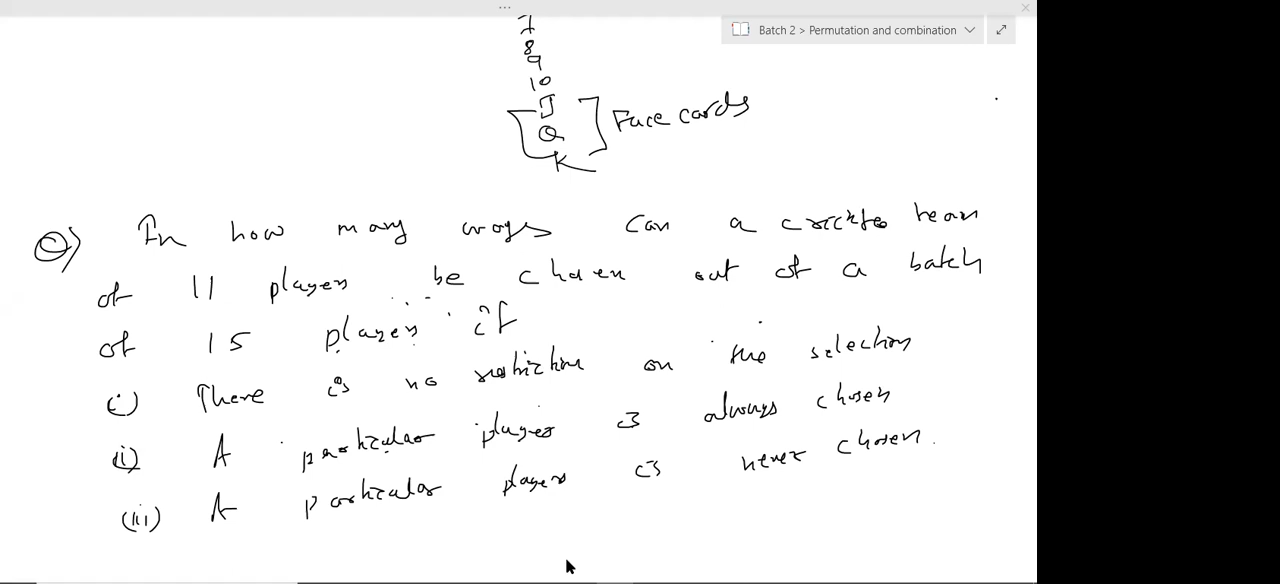 ...
Batch 2 > Permutation and combination
7
8
9
10
J
Q
K
Face cards
Q) In how many ways can a cricket team
of 11 players be chosen out of a batch
of 15 players if
(i) There is no restriction on the selection
(ii) A particular player is always chosen
(iii) A particular player is never chosen.